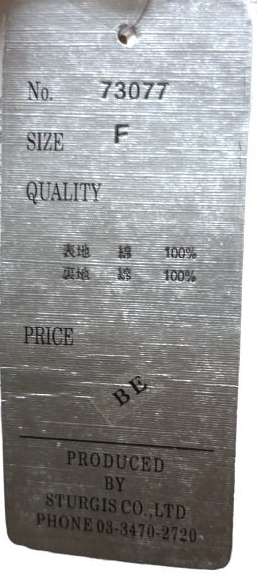 No. 73077
SIZE F
QUALITY
表地 綿 100%
裏地 綿 100%
PRICE
BE
PRODUCED
BY
STURGIS CO.,LTD
PHONE 03-3470-2720